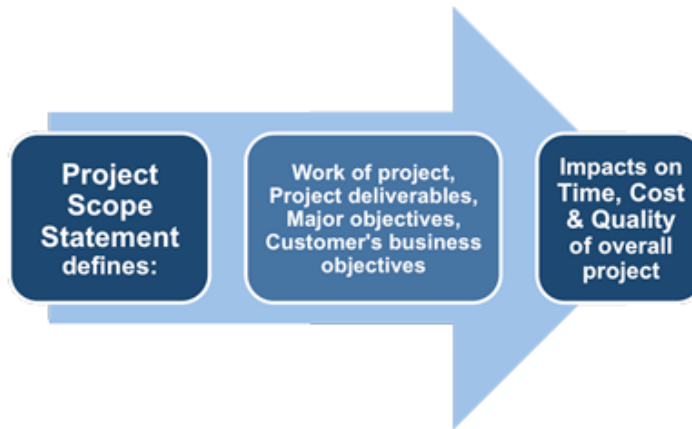 Project
Scope
Statement
defines:
Work of project,
Project deliverables,
Major objectives,
Customer's business
objectives
Impacts on
Time, Cost
& Quality
of overall
project